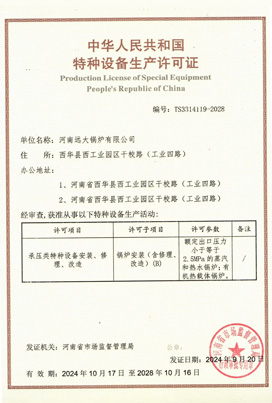 中华人民共和国
特种设备生产许可证
Production License of Special Equipment
People's Republic of China
编号：TS3314119-2028
单位名称：河南远大锅炉有限公司
住 所：西华县西工业园区干校路（工业四路）
办公地址：
1、河南省西华县西工业园区干校路（工业四路）
2、河南省西华县西工业园区干校路（工业四路）
经审查，获准从事以下特种设备生产活动：
许可项目 许可子项目 许可参数 备注
承压类特种设备安装、修理、改造 锅炉安装（含修理、改造）(B) 额定出口压力小于等于2.5MPa的蒸汽和热水锅炉；有机热载体锅炉。
发证机关：河南省市场监督管理局
发证日期：2024年9月20日
有效期：2024年10月17日 至 2028年10月16日